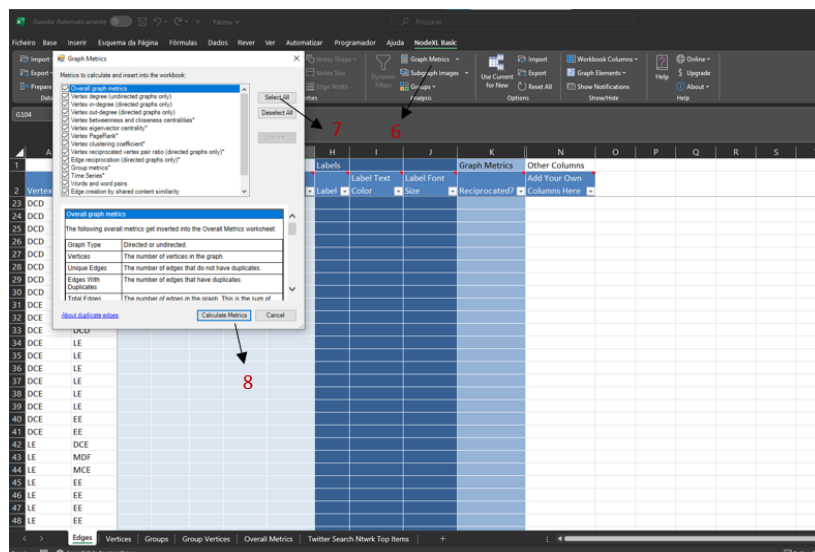 Guardar Automaticamente
Fátima
Procurar
Ficheiro Base Inserir Esquema da Página Fórmulas Dados Rever Ver Automatizar Programador Ajuda NodeXL Basic
Import
Export
Prepare
Data
Vertex Shape
Vertex Size
Edge Width
Dynamic Filters
Graph Metrics
Subgraph Images
Groups
Analysis
Use Current for New
Import
Export
Reset All
Options
Workbook Columns
Graph Elements
Show Notifications
Show/Hide
Help
Online
Upgrade
About
Help
G104
Graph Metrics
Metrics to calculate and insert into the workbook:
Overall graph metrics
Vertex degree (undirected graphs only)
Vertex in-degree (directed graphs only)
Vertex out-degree (directed graphs only)
Vertex betweenness and closeness centralities*
Vertex eigenvector centrality*
Vertex PageRank*
Vertex clustering coefficient*
Vertex reciprocated vertex pair ratio (directed graphs only)*
Edge reciprocation (directed graphs only)*
Group metrics*
Time Series*
Words and word pairs
Edge creation by shared content similarity
Select All
Deselect All
Overall graph metrics
The following overall metrics get inserted into the Overall Metrics worksheet:
Graph Type Directed or undirected.
Vertices The number of vertices in the graph.
Unique Edges The number of edges that do not have duplicates.
Edges With Duplicates The number of edges that have duplicates.
Total Edges The number of edges in the graph. This is the sum of
About duplicate edges
Calculate Metrics Cancel
7
6
8
A H I J K N O P Q R S
1 Labels Graph Metrics Other Columns
2 Vertex Label Label Text Color Label Font Size Reciprocated? Add Your Own Columns Here
23 DCD
24 DCD
25 DCD
26 DCD
27 DCD
28 DCD
29 DCD
30 DCD
31 DCE
32 DCE
33 DCE DCD
34 DCE LE
35 DCE LE
36 DCE LE
37 DCE LE
38 DCE LE
39 DCE LE
40 DCE EE
41 DCE EE
42 LE DCE
43 LE MDF
44 LE MCE
45 LE EE
46 LE EE
47 LE EE
48 LE EE
Edges Vertices Groups Group Vertices Overall Metrics Twitter Search Ntwrk Top Items